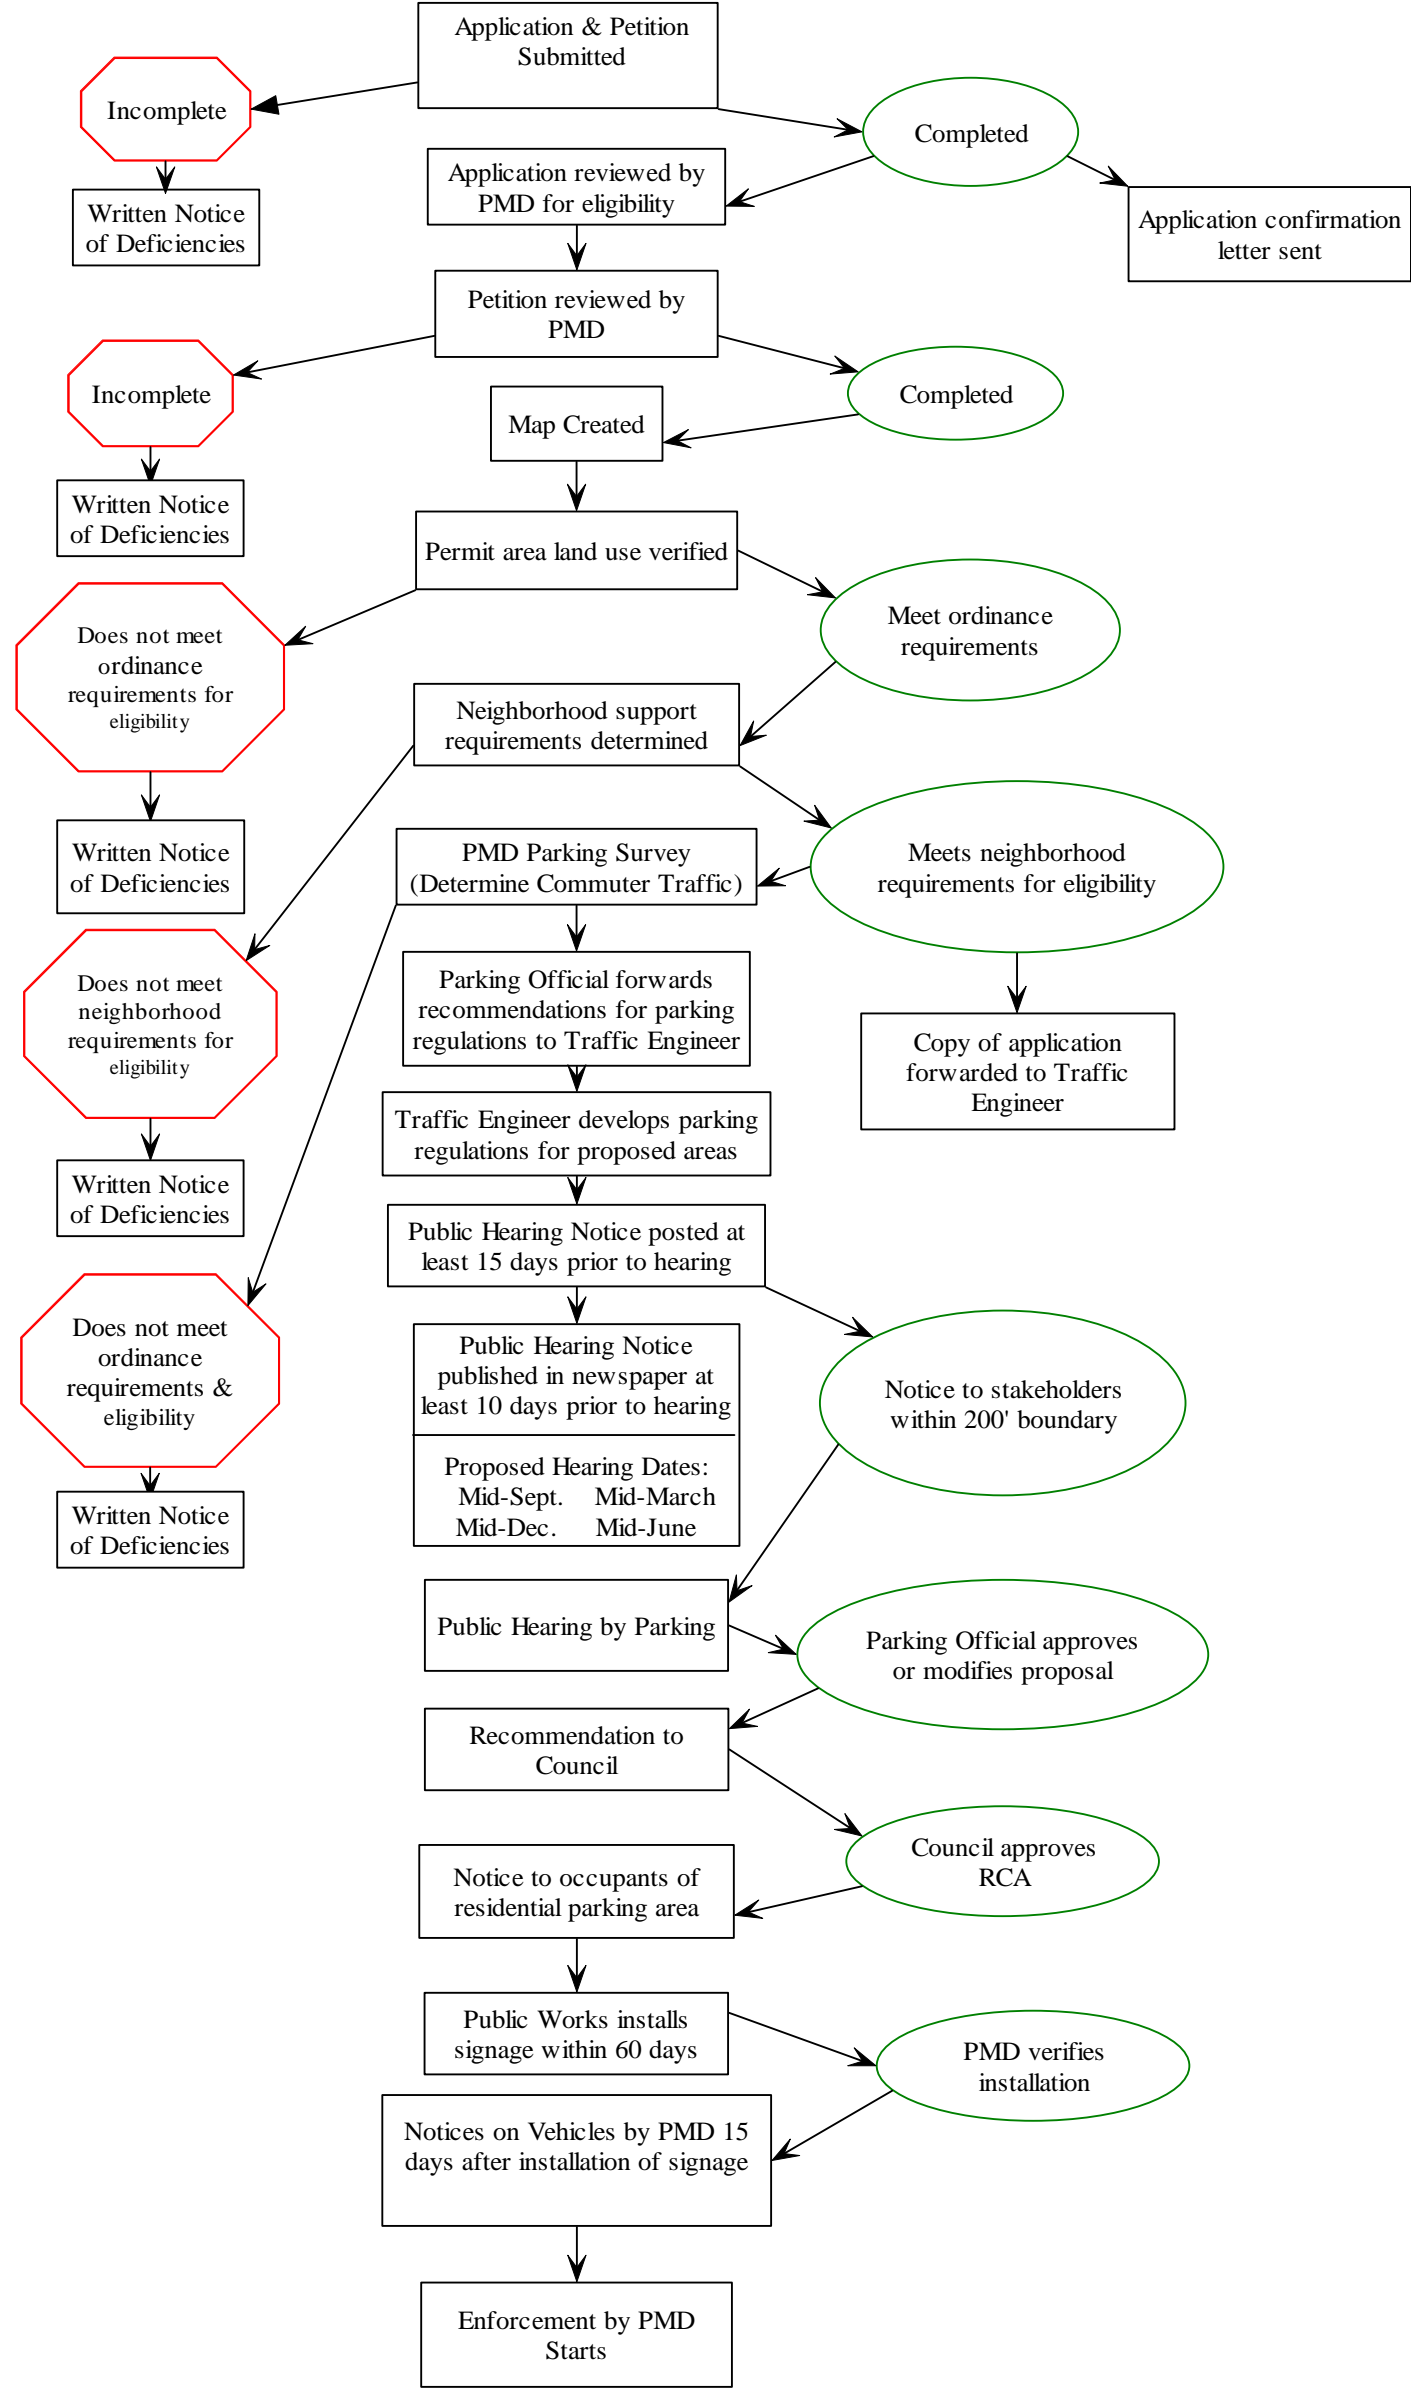 Application & Petition
Submitted
Incomplete
Completed
Written Notice
of Deficiencies
Application reviewed by
PMD for eligibility
Application confirmation
letter sent
Petition reviewed by
PMD
Incomplete
Completed
Map Created
Written Notice
of Deficiencies
Permit area land use verified
Meet ordinance
requirements
Does not meet
ordinance
requirements for
eligibility
Neighborhood support
requirements determined
Written Notice
of Deficiencies
PMD Parking Survey
(Determine Commuter Traffic)
Meets neighborhood
requirements for eligibility
Does not meet
neighborhood
requirements for
eligibility
Parking Official forwards
recommendations for parking
regulations to Traffic Engineer
Copy of application
forwarded to Traffic
Engineer
Traffic Engineer develops parking
regulations for proposed areas
Written Notice
of Deficiencies
Public Hearing Notice posted at
least 15 days prior to hearing
Does not meet
ordinance
requirements &
eligibility
Public Hearing Notice
published in newspaper at
least 10 days prior to hearing
Notice to stakeholders
within 200' boundary
Proposed Hearing Dates:
Mid-Sept. Mid-March
Mid-Dec. Mid-June
Written Notice
of Deficiencies
Public Hearing by Parking
Parking Official approves
or modifies proposal
Recommendation to
Council
Council approves
RCA
Notice to occupants of
residential parking area
Public Works installs
signage within 60 days
PMD verifies
installation
Notices on Vehicles by PMD 15
days after installation of signage
Enforcement by PMD
Starts